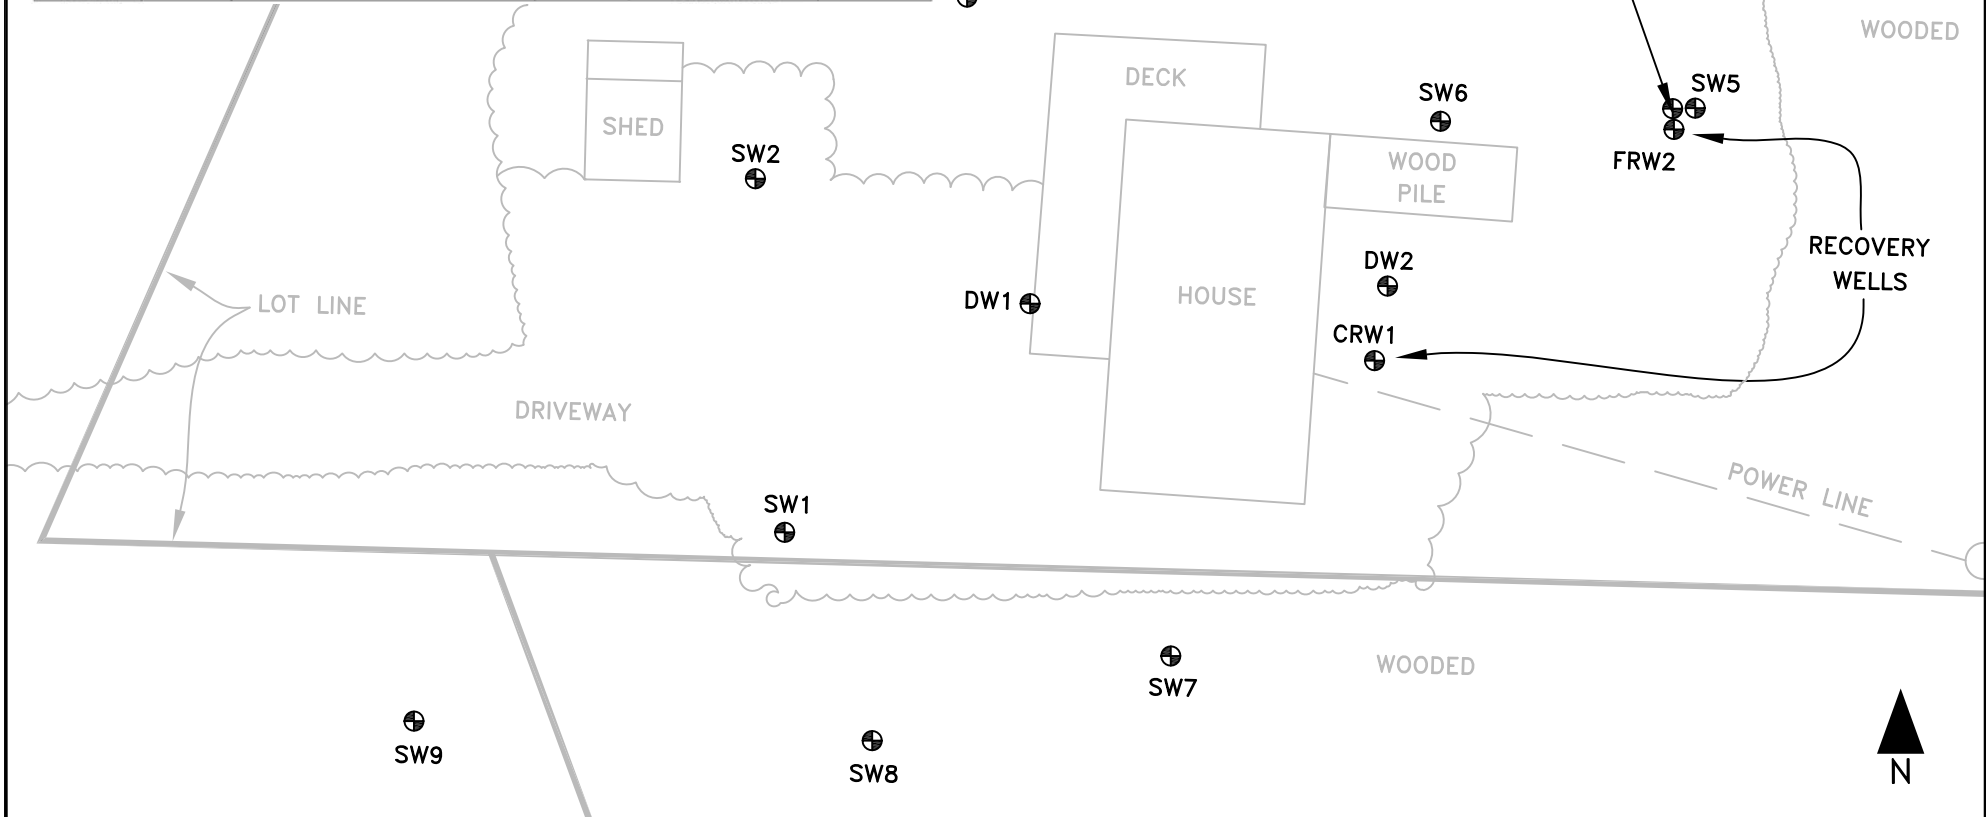 WOODED
DECK
SW5
SW6
SHED
SW2
WOOD
PILE
FRW2
RECOVERY
WELLS
DW2
HOUSE
DW1
LOT LINE
CRW1
DRIVEWAY
POWER LINE
SW1
WOODED
SW7
SW9
SW8
N